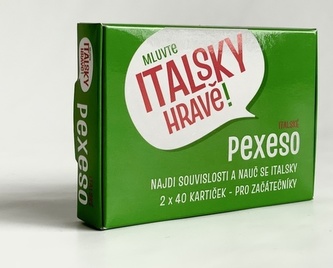 MLUVTE
ITALSKY
HRAVĚ!
ITALSKÉ
pexeso
NAJDI SOUVISLOSTI A NAUČ SE ITALSKY
2 x 40 KARTIČEK - PRO ZAČÁTEČNÍKY
ITALSKY
HRAVĚ!
pexeso